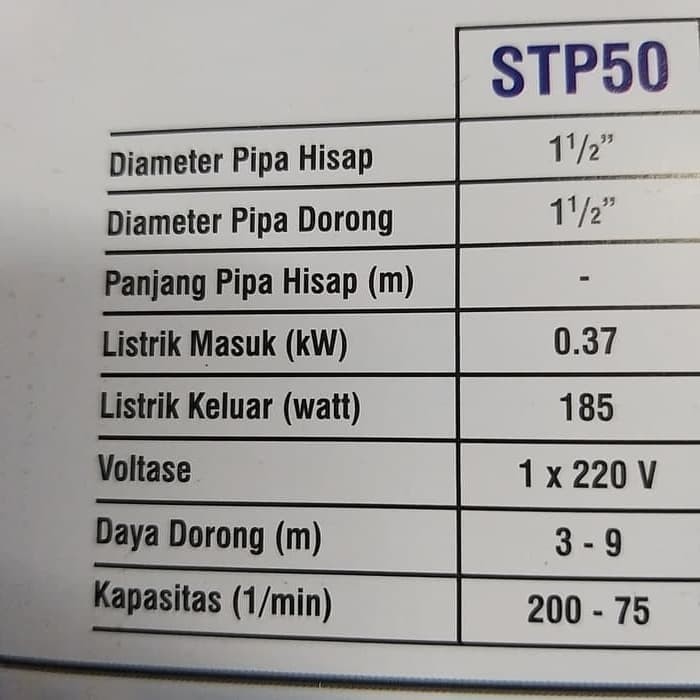 STP50
Diameter Pipa Hisap 1 1/2"
Diameter Pipa Dorong 1 1/2"
Panjang Pipa Hisap (m) -
Listrik Masuk (kW) 0.37
Listrik Keluar (watt) 185
Voltase 1 x 220 V
Daya Dorong (m) 3 - 9
Kapasitas (1/min) 200 - 75